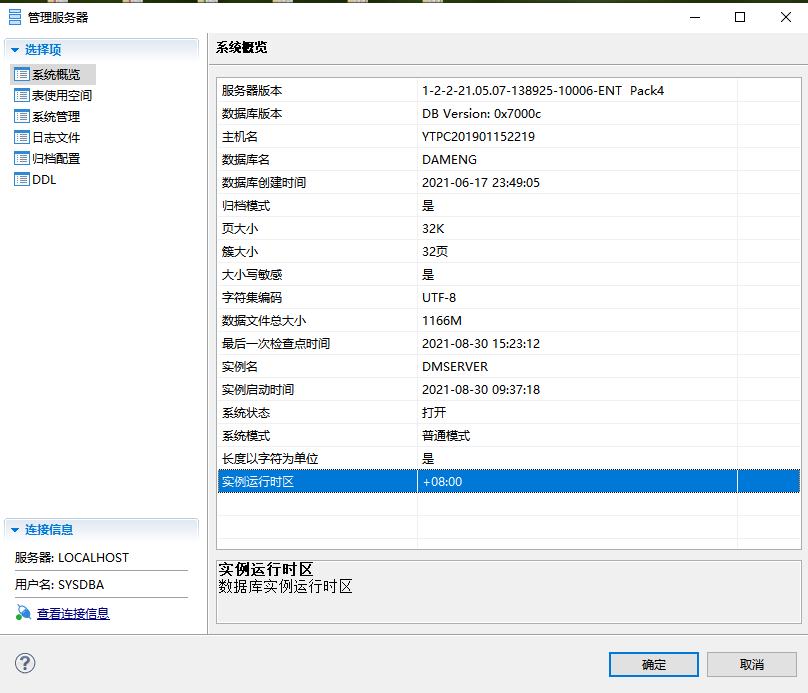 管理服务器
选择项
系统概览
表使用空间
系统管理
日志文件
归档配置
DDL
连接信息
服务器: LOCALHOST
用户名: SYSDBA
查看连接信息
系统概览
服务器版本 1-2-2-21.05.07-138925-10006-ENT Pack4
数据库版本 DB Version: 0x7000c
主机名 YTPC201901152219
数据库名 DAMENG
数据库创建时间 2021-06-17 23:49:05
归档模式 是
页大小 32K
簇大小 32页
大小写敏感 是
字符集编码 UTF-8
数据文件总大小 1166M
最后一次检查点时间 2021-08-30 15:23:12
实例名 DMSERVER
实例启动时间 2021-08-30 09:37:18
系统状态 打开
系统模式 普通模式
长度以字符为单位 是
实例运行时区 +08:00
实例运行时区
数据库实例运行时区
?
确定 取消